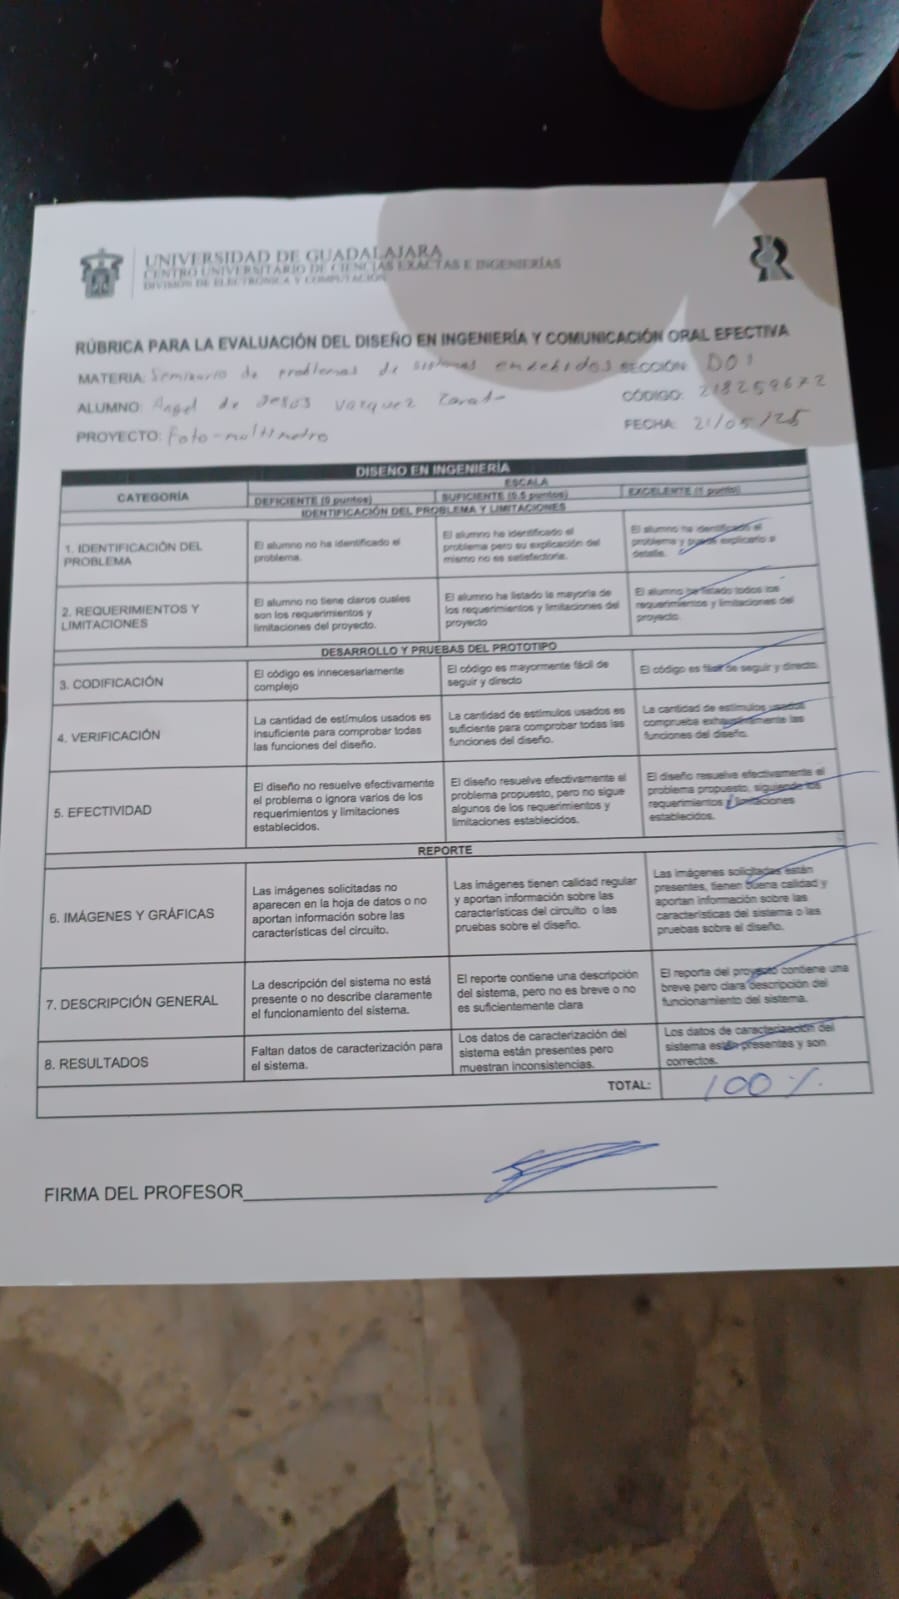 UNIVERSIDAD DE GUADALAJARA
CENTRO UNIVERSITARIO DE CIENCIAS EXACTAS E INGENIERÍAS
DIVISIÓN DE ELECTRÓNICA Y COMPUTACIÓN
RÚBRICA PARA LA EVALUACIÓN DEL DISEÑO EN INGENIERÍA Y COMUNICACIÓN ORAL EFECTIVA
MATERIA: Seminario de problemas de sistemas embebidos SECCIÓN: D01
ALUMNO: Angel de Jesus Vazquez Zarate CÓDIGO: 218259672
PROYECTO: Foto-multimetro FECHA: 21/05/25
DISEÑO EN INGENIERÍA
CATEGORÍA
ESCALA
DEFICIENTE (0 puntos) SUFICIENTE (0.5 puntos) EXCELENTE (1 punto)
IDENTIFICACIÓN DEL PROBLEMA Y LIMITACIONES
1. IDENTIFICACIÓN DEL
PROBLEMA
El alumno no ha identificado el
problema.
El alumno ha identificado el
problema pero su explicación del
mismo no es satisfactoria.
El alumno ha identificado el
problema y puede explicarlo a
detalle.
2. REQUERIMIENTOS Y
LIMITACIONES
El alumno no tiene claros cuales
son los requerimientos y
limitaciones del proyecto.
El alumno ha listado la mayoría de
los requerimientos y limitaciones del
proyecto
El alumno ha listado todos los
requerimientos y limitaciones del
proyecto.
DESARROLLO Y PRUEBAS DEL PROTOTIPO
3. CODIFICACIÓN
El código es innecesariamente
complejo
El código es mayormente fácil de
seguir y directo
El código es fácil de seguir y directo.
4. VERIFICACIÓN
La cantidad de estímulos usados es
insuficiente para comprobar todas
las funciones del diseño.
La cantidad de estímulos usados es
suficiente para comprobar todas las
funciones del diseño.
La cantidad de estímulos usados
comprueba exhaustivamente las
funciones del diseño.
5. EFECTIVIDAD
El diseño no resuelve efectivamente
el problema o ignora varios de los
requerimientos y limitaciones
establecidos.
El diseño resuelve efectivamente el
problema propuesto, pero no sigue
algunos de los requerimientos y
limitaciones establecidos.
El diseño resuelve efectivamente el
problema propuesto, siguiendo los
requerimientos y limitaciones
establecidos.
REPORTE
6. IMÁGENES Y GRÁFICAS
Las imágenes solicitadas no
aparecen en la hoja de datos o no
aportan información sobre las
características del circuito.
Las imágenes tienen calidad regular
y aportan información sobre las
características del circuito o las
pruebas sobre el diseño.
Las imágenes solicitadas están
presentes, tienen buena calidad y
aportan información sobre las
características del sistema o las
pruebas sobre el diseño.
7. DESCRIPCIÓN GENERAL
La descripción del sistema no está
presente o no describe claramente
el funcionamiento del sistema.
El reporte contiene una descripción
del sistema, pero no es breve o no
es suficientemente clara
El reporte del proyecto contiene una
breve pero clara descripción del
funcionamiento del sistema.
8. RESULTADOS
Faltan datos de caracterización para
el sistema.
Los datos de caracterización del
sistema están presentes pero
muestran inconsistencias.
Los datos de caracterización del
sistema están presentes y son
correctos.
TOTAL: 100 %
FIRMA DEL PROFESOR